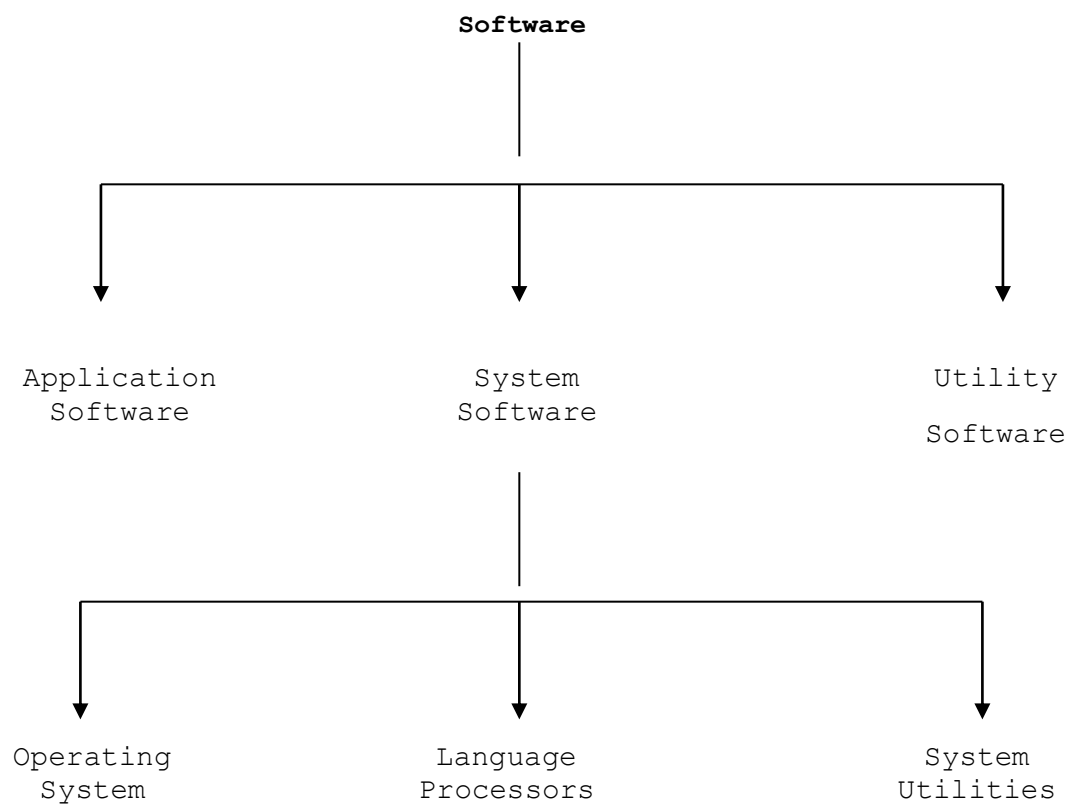 Software
Application
Software
System
Software
Utility
Software
Operating
System
Language
Processors
System
Utilities